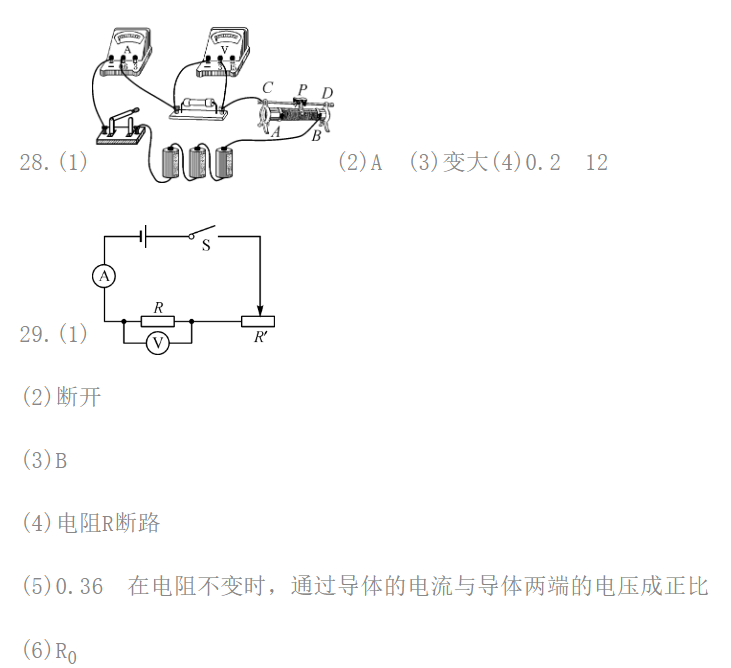 A V
C P D
A B
28.(1) (2)A (3)变大(4)0.2 12
S
A
R
29.(1) V R′
(2)断开
(3)B
(4)电阻R断路
(5)0.36 在电阻不变时，通过导体的电流与导体两端的电压成正比
(6)R₀